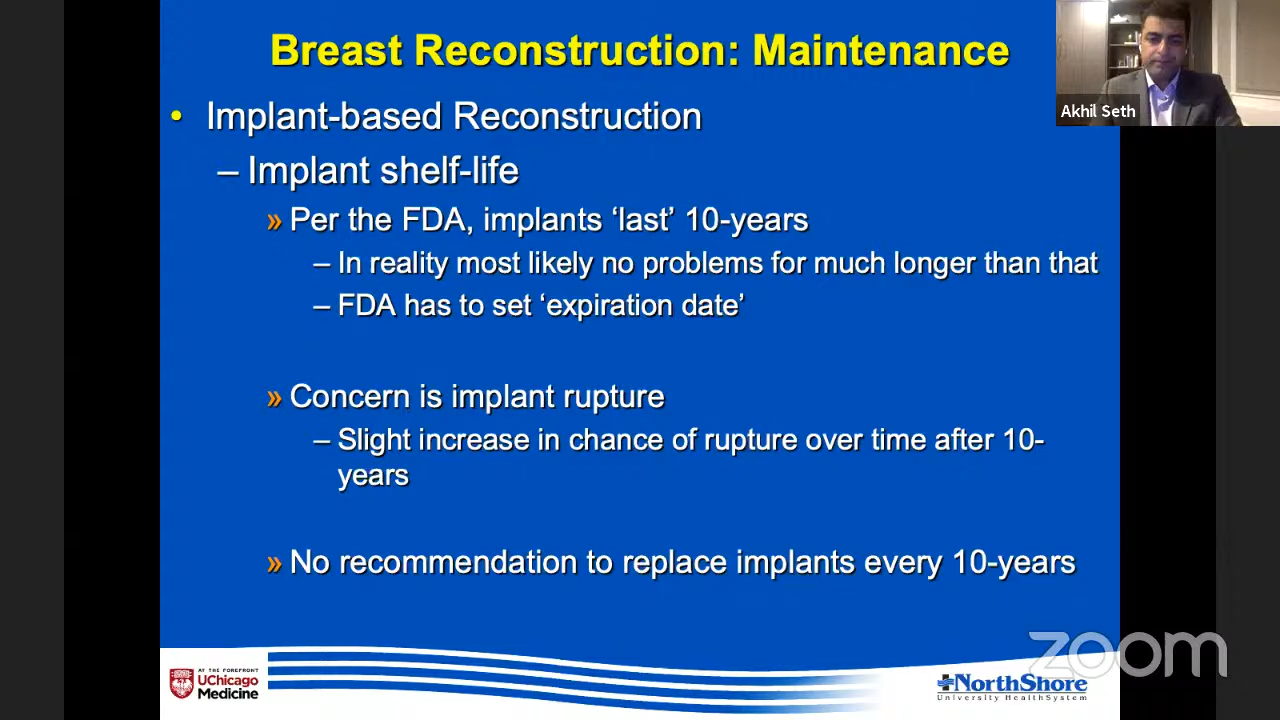 Breast Reconstruction: Maintenance
Akhil Seth
• Implant-based Reconstruction
– Implant shelf-life
» Per the FDA, implants ‘last’ 10-years
– In reality most likely no problems for much longer than that
– FDA has to set ‘expiration date’
» Concern is implant rupture
– Slight increase in chance of rupture over time after 10-
years
» No recommendation to replace implants every 10-years
zoom
AT THE FOREFRONT
UChicago
Medicine
NorthShore
University HealthSystem